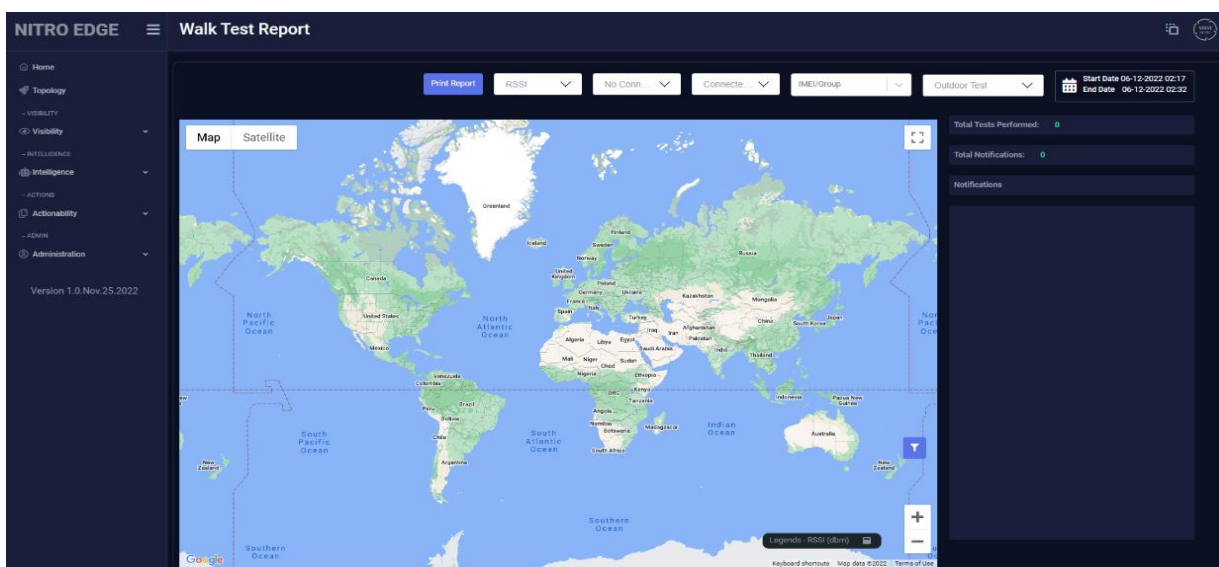 NITRO EDGE
Walk Test Report
Home
Topology
- VISIBILITY
Visibility
- INTELLIGENCE
Intelligence
- ACTIONS
Actionability
- ADMIN
Administration
Version 1.0.Nov.25.2022
Print Report
RSSI
No Conn...
Connecte...
IMEI/Group
Outdoor Test
Start Date 06-12-2022 02:17
End Date 06-12-2022 02:32
Map
Satellite
Total Tests Performed: 0
Total Notifications: 0
Notifications
Greenland
Iceland
Finland
Sweden
Norway
Russia
Canada
United
Kingdom
Poland
Germany
Ukraine
France
Kazakhstan
Mongolia
Spain
Italy
Turkey
North
Pacific
Ocean
United States
North
Atlantic
Ocean
China
Japan
South Korea
Iraq
Iran
Afghanistan
Pakistan
Algeria
Libya
Egypt
Saudi Arabia
India
Mexico
Mali
Niger
Chad
Sudan
Thailand
Nigeria
Ethiopia
Venezuela
Colombia
DRC
Kenya
Tanzania
Indonesia
Papua New
Guinea
Peru
Brazil
Bolivia
Angola
Namibia
Botswana
Madagascar
South
Pacific
Ocean
Chile
South
Atlantic
Ocean
South Africa
Indian
Ocean
Australia
Argentina
New
Zealand
New
Zealand
Southern
Ocean
Southern
Ocean
Legends - RSSI (dbm)
Google
Keyboard shortcuts
Map data ©2022
Terms of Use